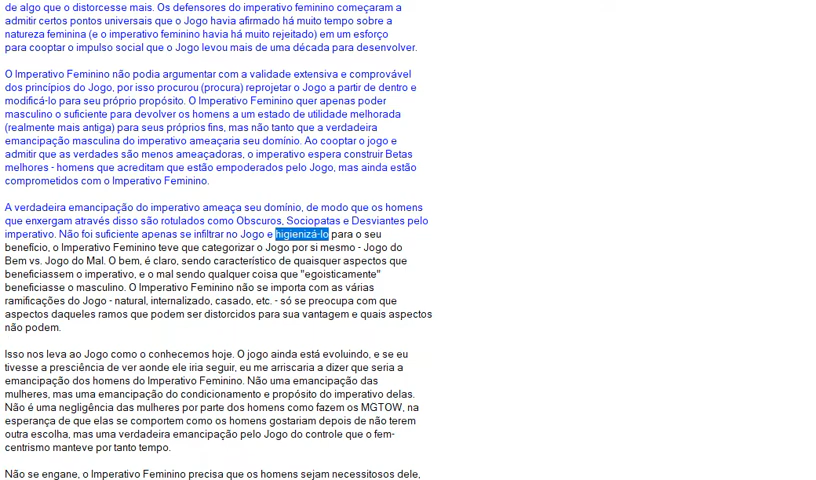 de algo que o distorcesse mais. Os defensores do imperativo feminino começaram a
admitir certos pontos universais que o Jogo havia afirmado há muito tempo sobre a
natureza feminina (e o imperativo feminino havia há muito rejeitado) em um esforço
para cooptar o impulso social que o Jogo levou mais de uma década para desenvolver.

O Imperativo Feminino não podia argumentar com a validade extensiva e comprovável
dos princípios do Jogo, por isso procurou (procura) reprojetar o Jogo a partir de dentro e
modificá-lo para seu próprio propósito. O Imperativo Feminino quer apenas poder
masculino o suficiente para devolver os homens a um estado de utilidade melhorada
(realmente mais antiga) para seus próprios fins, mas não tanto que a verdadeira
emancipação masculina do imperativo ameaçaria seu domínio. Ao cooptar o jogo e
admitir que as verdades são menos ameaçadoras, o imperativo espera construir Betas
melhores - homens que acreditam que estão empoderados pelo Jogo, mas ainda estão
comprometidos com o Imperativo Feminino.

A verdadeira emancipação do imperativo ameaça seu domínio, de modo que os homens
que enxergam através disso são rotulados como Obscuros, Sociopatas e Desviantes pelo
imperativo. Não foi suficiente apenas se infiltrar no Jogo e higienizá-lo para o seu
benefício, o Imperativo Feminino teve que categorizar o Jogo por si mesmo - Jogo do
Bem vs. Jogo do Mal. O bem, é claro, sendo característico de quaisquer aspectos que
beneficiassem o imperativo, e o mal sendo qualquer coisa que "egoisticamente"
beneficiasse o masculino. O Imperativo Feminino não se importa com as várias
ramificações do Jogo - natural, internalizado, casado, etc. - só se preocupa com que
aspectos daqueles ramos que podem ser distorcidos para sua vantagem e quais aspectos
não podem.

Isso nos leva ao Jogo como o conhecemos hoje. O jogo ainda está evoluindo, e se eu
tivesse a presciência de ver aonde ele iria seguir, eu me arriscaria a dizer que seria a
emancipação dos homens do Imperativo Feminino. Não uma emancipação das
mulheres, mas uma emancipação do condicionamento e propósito do imperativo delas.
Não é uma negligência das mulheres por parte dos homens como fazem os MGTOW, na
esperança de que elas se comportem como os homens gostariam depois de não terem
outra escolha, mas uma verdadeira emancipação pelo Jogo do controle que o fem-
centrismo manteve por tanto tempo.

Não se engane, o Imperativo Feminino precisa que os homens sejam necessitosos dele,